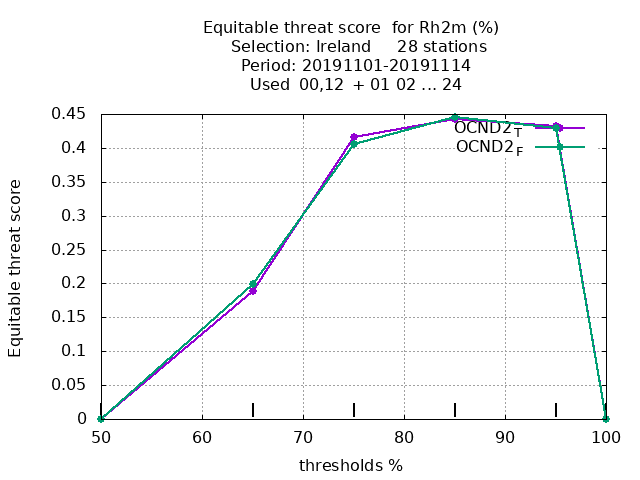 Equitable threat score  for Rh2m (%)
Selection: Ireland     28 stations
Period: 20191101-20191114
Used  00,12  + 01 02 ... 24
Equitable threat score
0.45
0.4
0.35
0.3
0.25
0.2
0.15
0.1
0.05
0
OCND2T
OCND2F
50 60 70 80 90 100
thresholds %